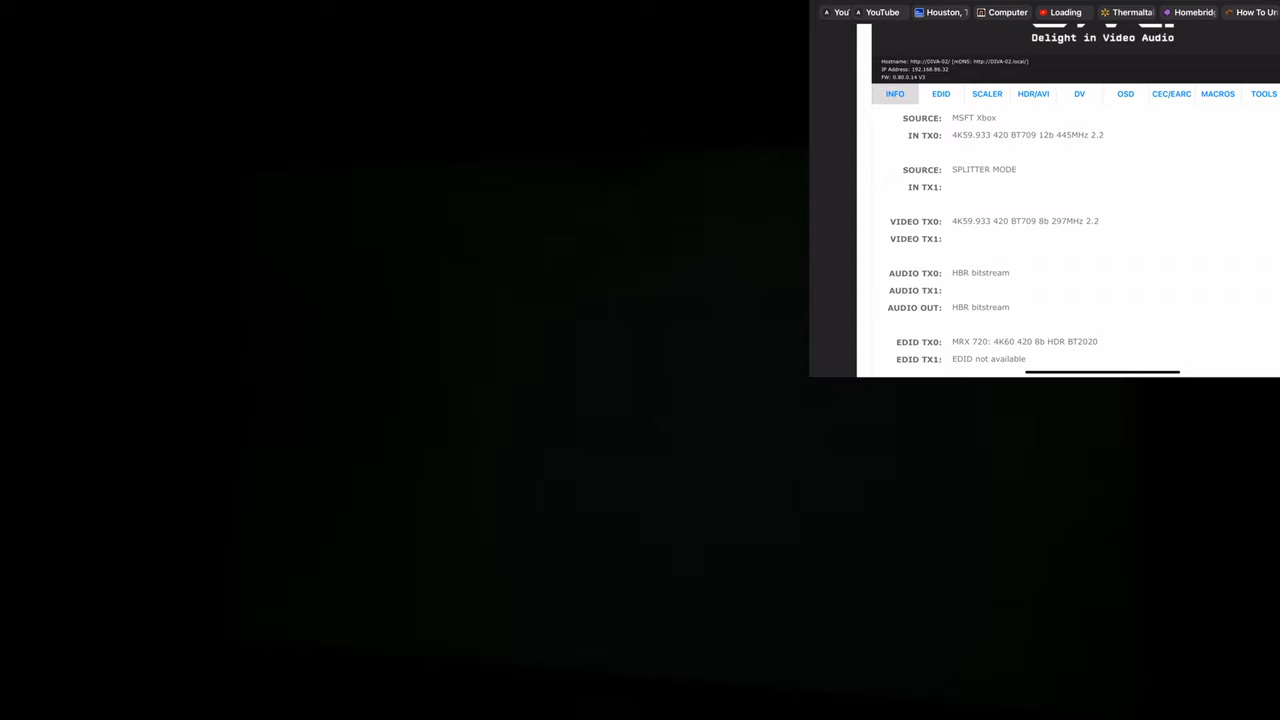 You YouTube Houston, T Computer Loading Thermalta Homebridg How To Un
Delight in Video Audio
Hostname: http://DIVA-02/ [mDNS: http://DIVA-02.local/]
IP Address: 192.168.86.32
FW: 0.80.0.14 V3
INFO EDID SCALER HDR/AVI DV OSD CEC/EARC MACROS TOOLS
SOURCE: MSFT Xbox
IN TX0: 4K59.933 420 BT709 12b 445MHz 2.2
SOURCE: SPLITTER MODE
IN TX1:
VIDEO TX0: 4K59.933 420 BT709 8b 297MHz 2.2
VIDEO TX1:
AUDIO TX0: HBR bitstream
AUDIO TX1:
AUDIO OUT: HBR bitstream
EDID TX0: MRX 720: 4K60 420 8b HDR BT2020
EDID TX1: EDID not available